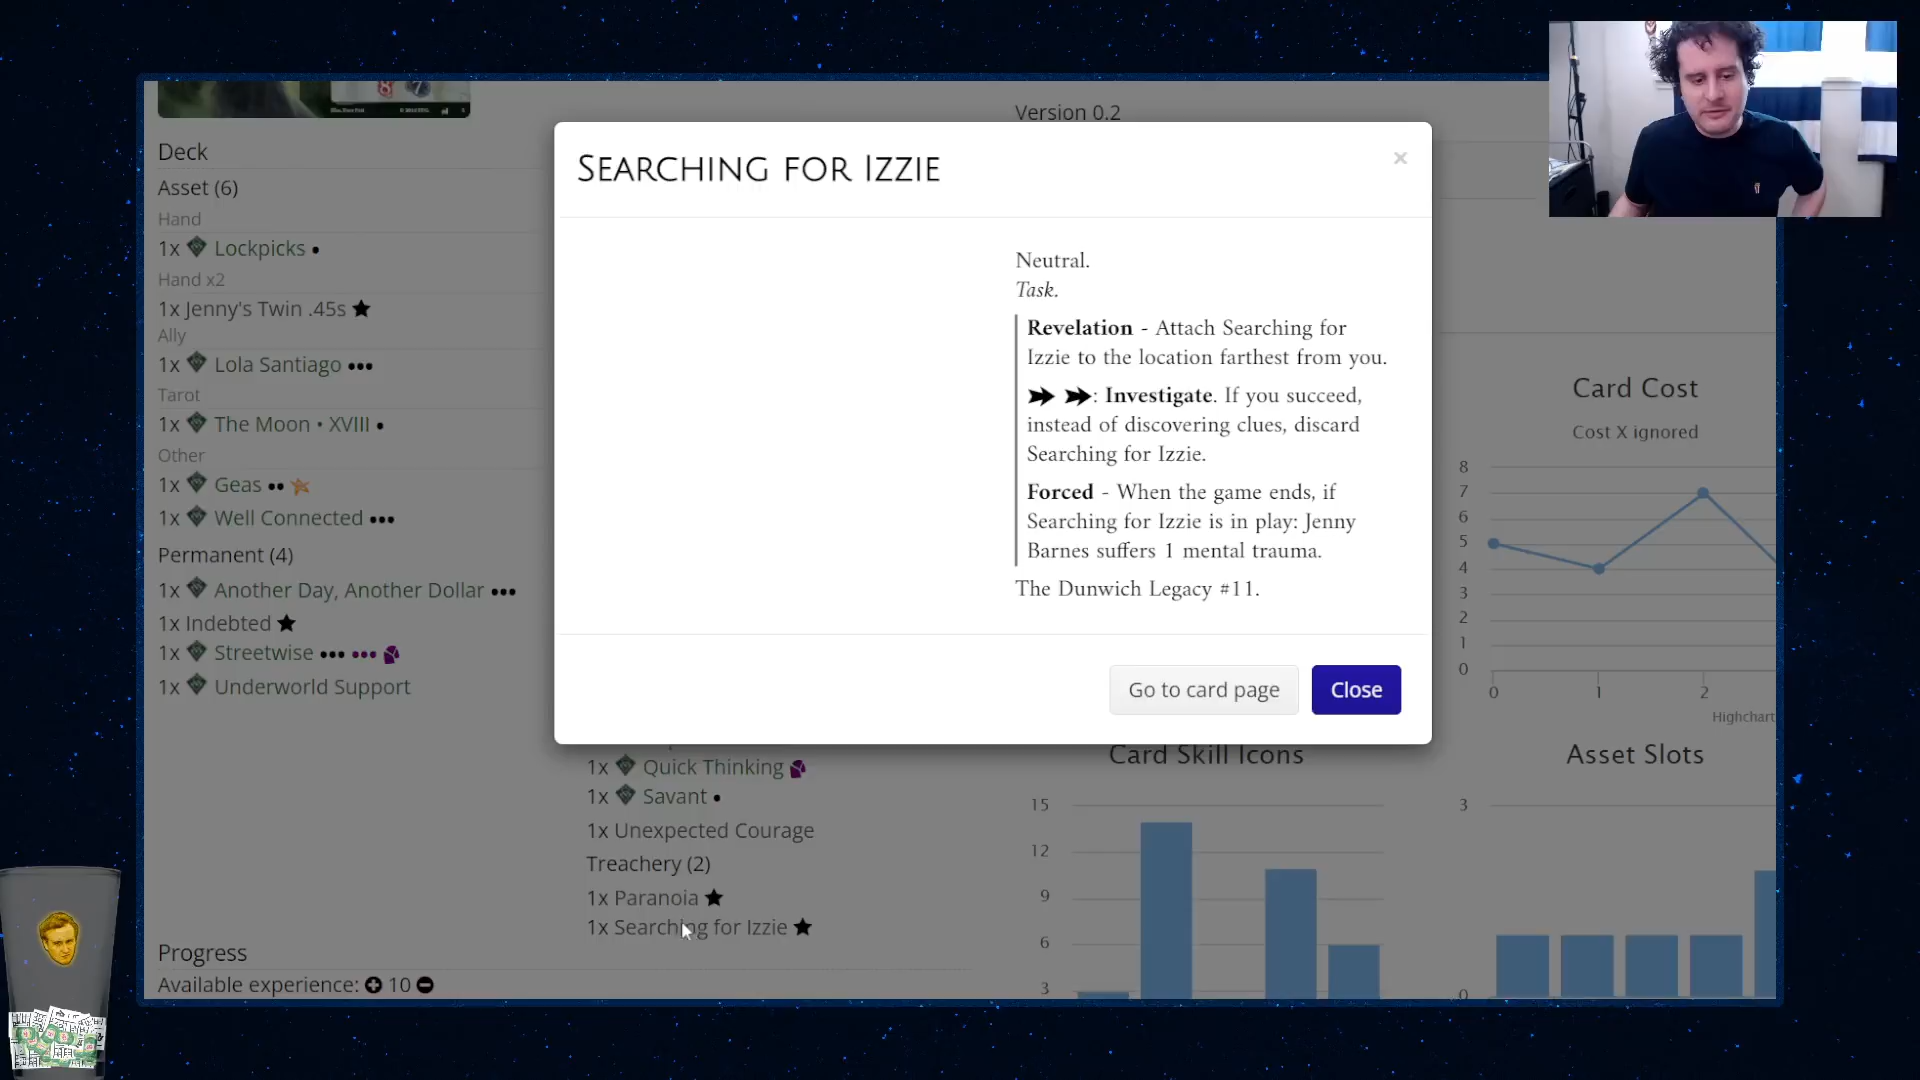 Version 0.2
Deck
Asset (6)
Hand
1x Lockpicks •
Hand x2
1x Jenny's Twin .45s ★
Ally
1x Lola Santiago •••
Tarot
1x The Moon • XVIII •
Other
1x Geas ••
1x Well Connected •••
Permanent (4)
1x Another Day, Another Dollar •••
1x Indebted ★
1x Streetwise ••• •••
1x Underworld Support
SEARCHING FOR IZZIE
×
Neutral.
Task.
Revelation - Attach Searching for
Izzie to the location farthest from you.
: Investigate. If you succeed,
instead of discovering clues, discard
Searching for Izzie.
Forced - When the game ends, if
Searching for Izzie is in play: Jenny
Barnes suffers 1 mental trauma.
The Dunwich Legacy #11.
Go to card page
Close
1x Quick Thinking
1x Savant •
1x Unexpected Courage
Treachery (2)
1x Paranoia ★
1x Searching for Izzie ★
Progress
Available experience: 10
Card Cost
Cost X ignored
8
7
6
5
4
3
2
1
0
0 1 2
Highchart
Card Skill Icons
15
12
9
6
3
Asset Slots
3
0